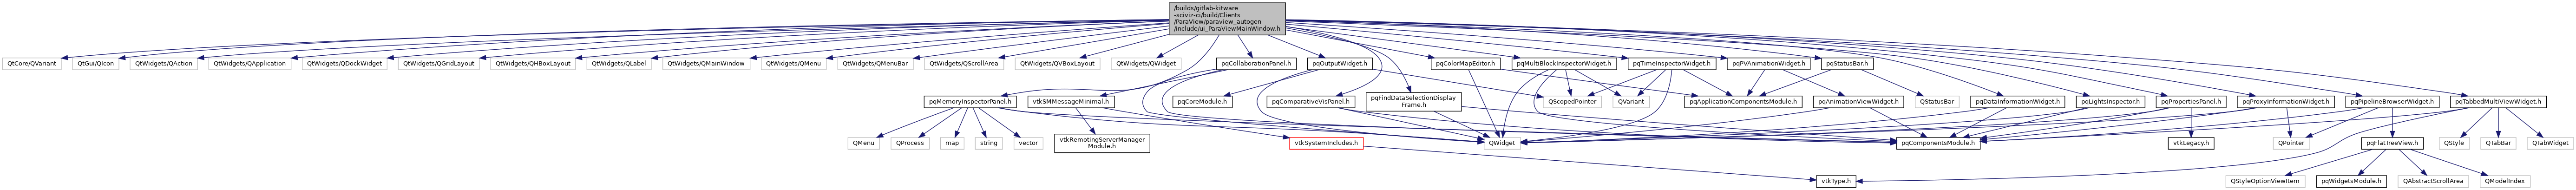 /builds/gitlab-kitware
-sciviz-ci/build/Clients
/ParaView/paraview_autogen
/include/ui_ParaViewMainWindow.h
QtCore/QVariant
QtGui/QIcon
QtWidgets/QAction
QtWidgets/QApplication
QtWidgets/QDockWidget
QtWidgets/QGridLayout
QtWidgets/QHBoxLayout
QtWidgets/QLabel
QtWidgets/QMainWindow
QtWidgets/QMenu
QtWidgets/QMenuBar
QtWidgets/QScrollArea
QtWidgets/QVBoxLayout
QtWidgets/QWidget
pqCollaborationPanel.h
pqOutputWidget.h
pqColorMapEditor.h
pqMultiBlockInspectorWidget.h
pqTimeInspectorWidget.h
pqPVAnimationWidget.h
pqStatusBar.h
pqMemoryInspectorPanel.h
vtkSMMessageMinimal.h
pqCoreModule.h
pqComparativeVisPanel.h
pqFindDataSelectionDisplay
Frame.h
QScopedPointer
QVariant
pqApplicationComponentsModule.h
pqAnimationViewWidget.h
QStatusBar
pqDataInformationWidget.h
pqLightsInspector.h
pqPropertiesPanel.h
pqProxyInformationWidget.h
pqPipelineBrowserWidget.h
pqTabbedMultiViewWidget.h
QMenu
QProcess
map
string
vector
vtkRemotingServerManager
Module.h
vtkSystemIncludes.h
QWidget
pqComponentsModule.h
vtkLegacy.h
QPointer
pqFlatTreeView.h
QStyle
QTabBar
QTabWidget
vtkType.h
QStyleOptionViewItem
pqWidgetsModule.h
QAbstractScrollArea
QModelIndex